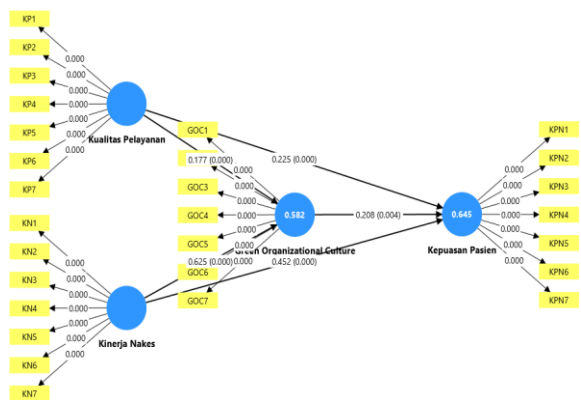 KP1
KP2
KP3
KP4
KP5
KP6
KP7
0.000
0.000
0.000
0.000
0.000
0.000
0.000
Kualitas Pelayanan
KN1
KN2
KN3
KN4
KN5
KN6
KN7
0.000
0.000
0.000
0.000
0.000
0.000
0.000
Kinerja Nakes
GOC1
GOC3
GOC4
GOC5
GOC6
GOC7
0.000
0.000
0.000
0.000
0.000
0.000
0.177 (0.000)
0.625 (0.000)
0.582
Green Organizational Culture
0.225 (0.000)
0.208 (0.004)
0.452 (0.000)
0.645
Kepuasan Pasien
0.000
0.000
0.000
0.000
0.000
0.000
0.000
KPN1
KPN2
KPN3
KPN4
KPN5
KPN6
KPN7